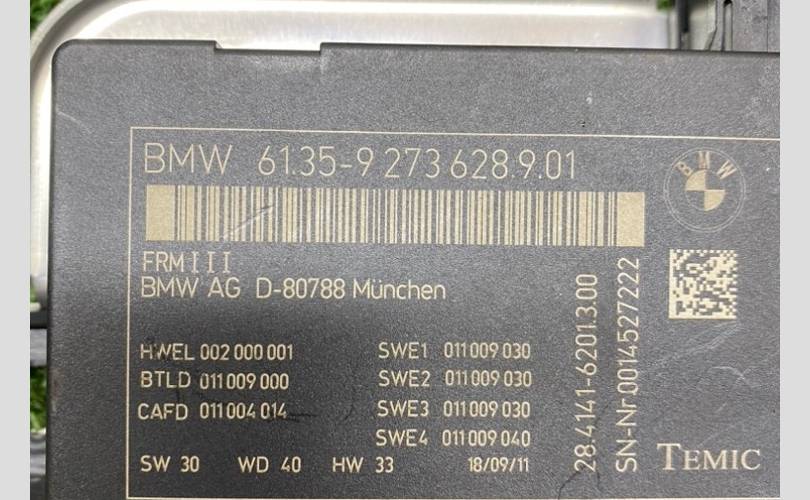 BMW 61.35-9 273 628.9.01
BMW
FRM III
BMW AG D-80788 München
HWEL 002 000 001 SWE1 011 009 030
BTLD 011 009 000 SWE2 011 009 030
CAFD 011 004 014 SWE3 011 009 030
SWE4 011 009 040
SW 30 WD 40 HW 33 18/09/11
28.4141-62013.00
SN-Nr 0014527222
TEMIC